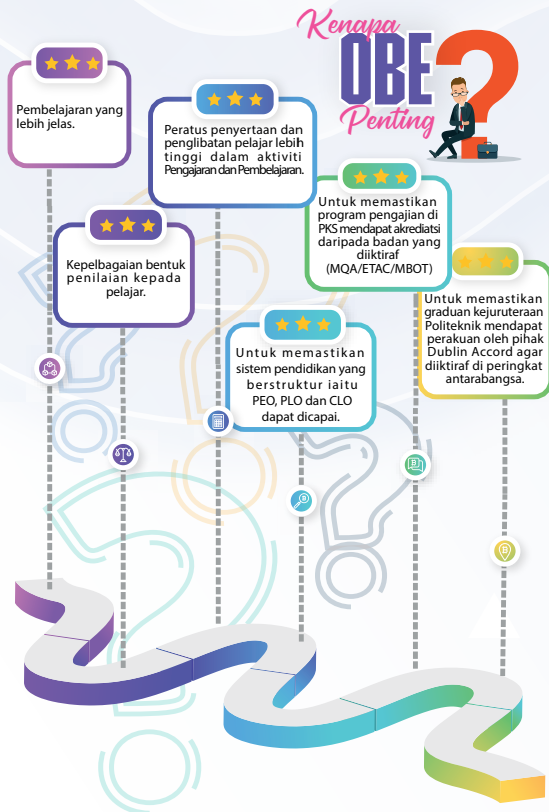 Kenapa
OBE
Penting
?
Pembelajaran yang
lebih jelas.
Kepelbagaian bentuk
penilaian kepada
pelajar.
Peratus penyertaan dan
penglibatan pelajar lebih
tinggi dalam aktiviti
Pengajaran dan Pembelajaran.
Untuk memastikan
sistem pendidikan yang
berstruktur iaitu
PEO, PLO dan CLO
dapat dicapai.
Untuk memastikan
program pengajian di
PKS mendapat akrediatsi
daripada badan yang
diiktiraf
(MQA/ETAC/MBOT)
Untuk memastikan
graduan kejuruteraan
Politeknik mendapat
perakuan oleh pihak
Dublin Accord agar
diiktiraf di peringkat
antarabangsa.